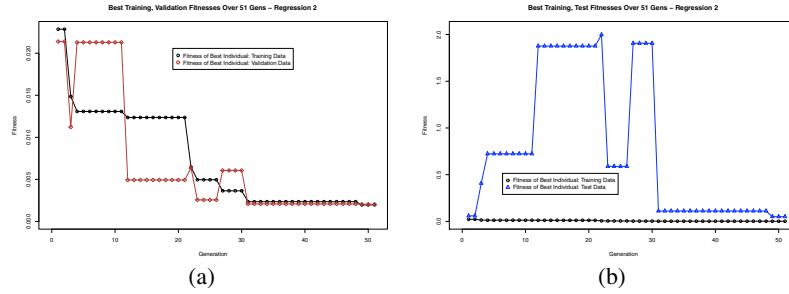 Best Training, Validation Fitnesses Over 51 Gens – Regression 2
Fitness
0.000
0.005
0.010
0.015
0.020
Fitness of Best Individual: Training Data
Fitness of Best Individual: Validation Data
0 10 20 30 40 50
Generation
(a)
Best Training, Test Fitnesses Over 51 Gens – Regression 2
Fitness
0.0
0.5
1.0
1.5
2.0
Fitness of Best Individual: Training Data
Fitness of Best Individual: Test Data
0 10 20 30 40 50
Generation
(b)